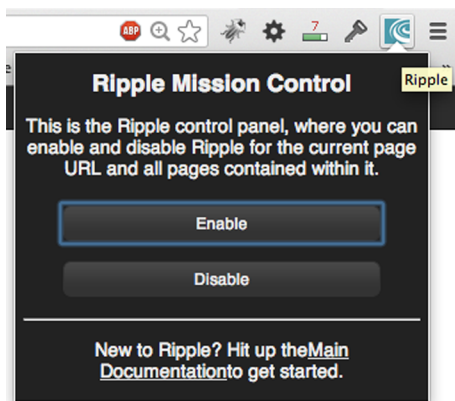 ABP
7
e
»
Ripple
Ripple Mission Control
This is the Ripple control panel, where you can
enable and disable Ripple for the current page
URL and all pages contained within it.
Enable
Disable
New to Ripple? Hit up theMain
Documentationto get started.